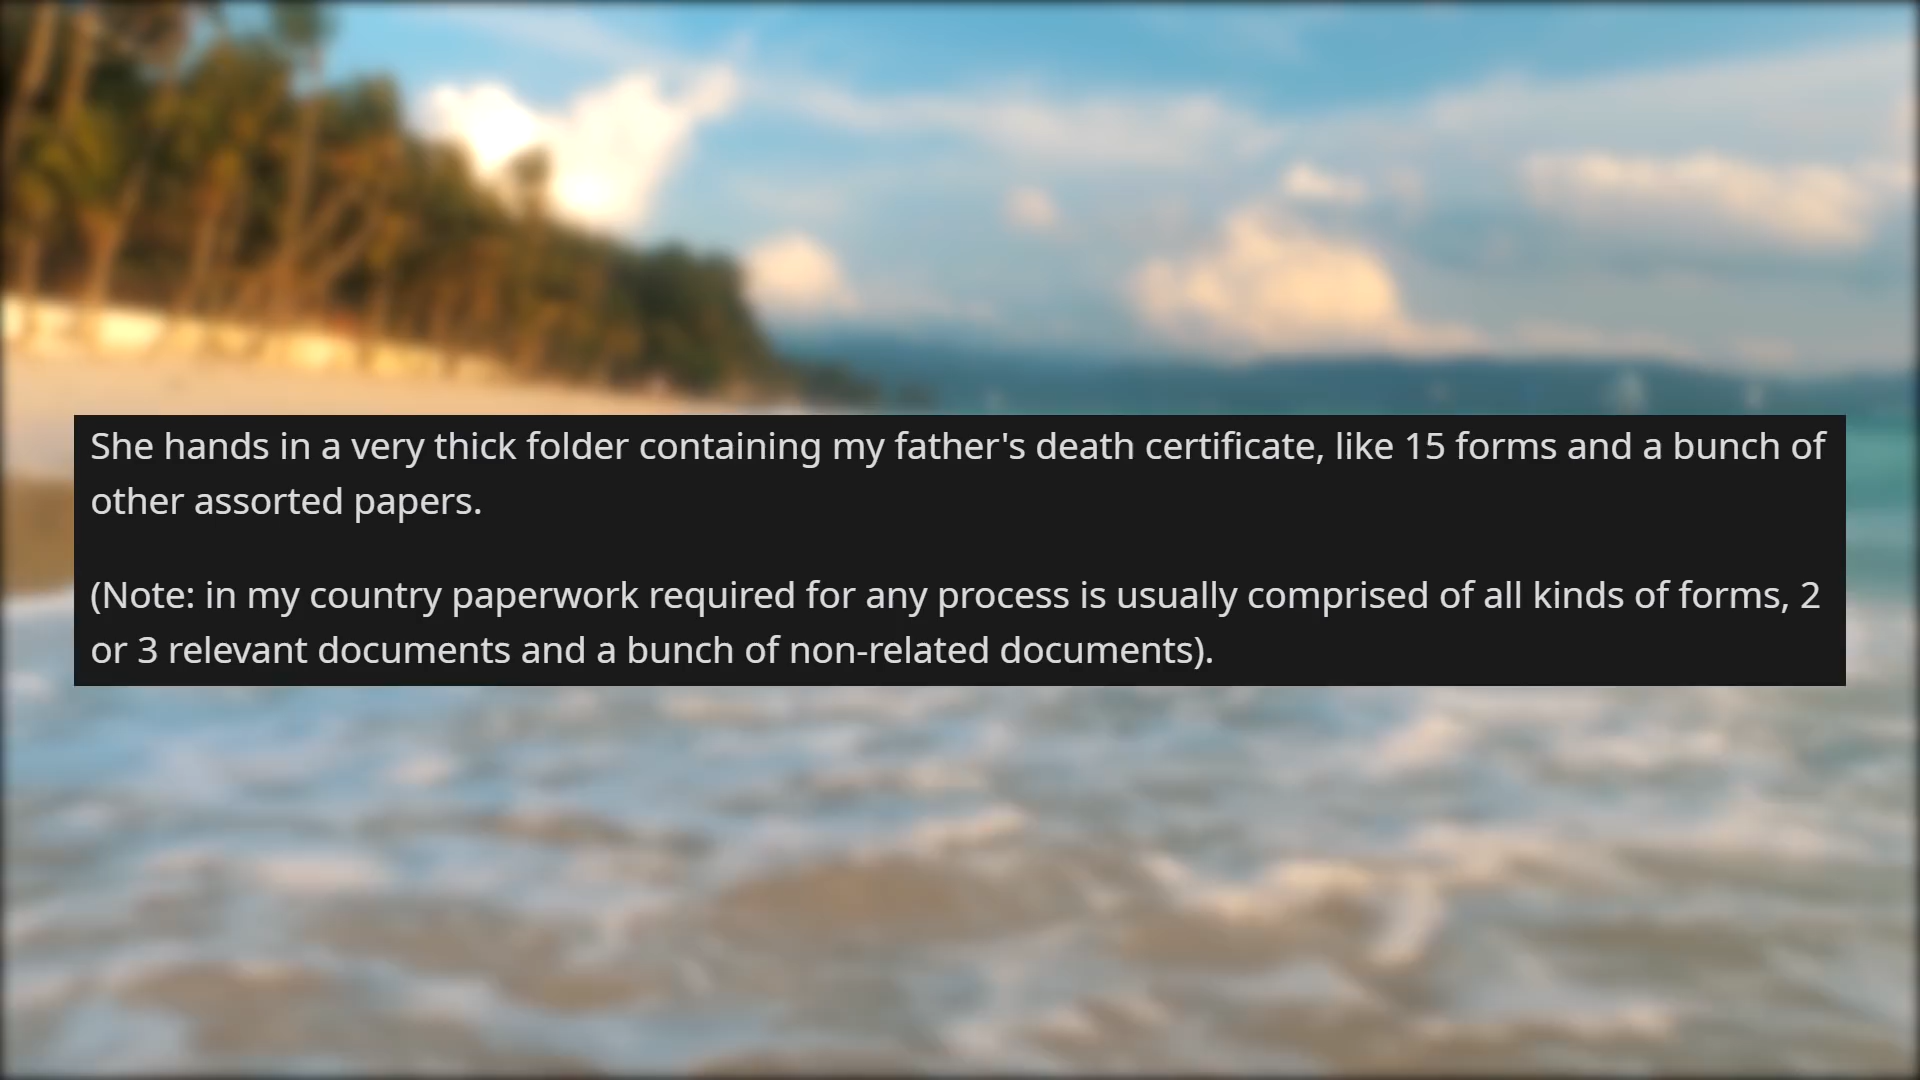 She hands in a very thick folder containing my father's death certificate, like 15 forms and a bunch of
other assorted papers.
(Note: in my country paperwork required for any process is usually comprised of all kinds of forms, 2
or 3 relevant documents and a bunch of non-related documents).